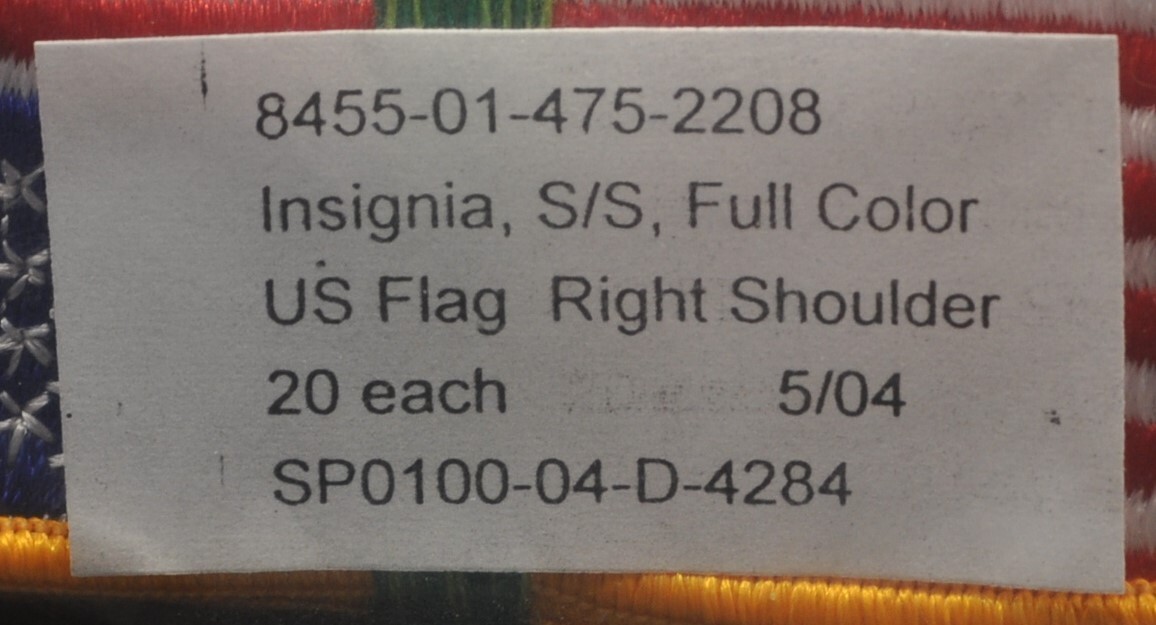 8455-01-475-2208
Insignia, S/S, Full Color
US Flag Right Shoulder
20 each 5/04
SP0100-04-D-4284